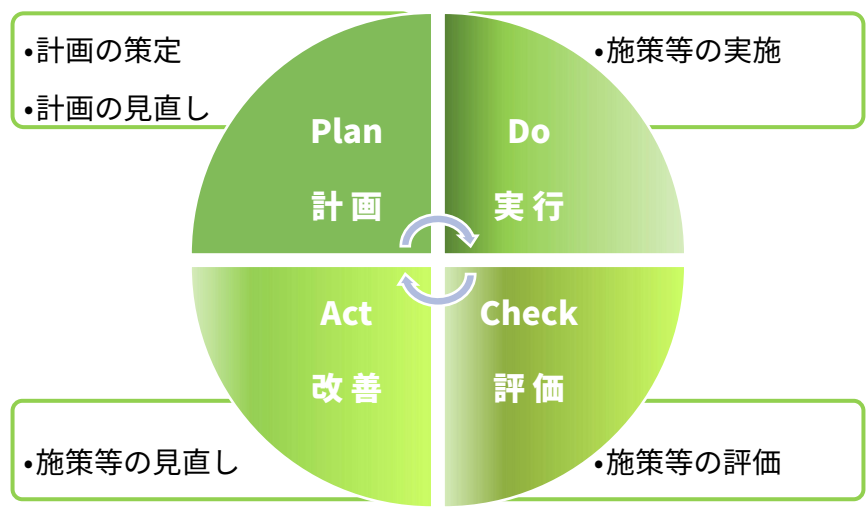 •計画の策定
•計画の見直し
Plan
計画
•施策等の実施
Do
実行
Act
改善
•施策等の見直し
Check
評価
•施策等の評価